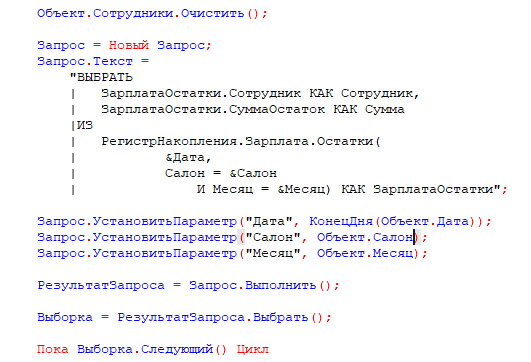 Объект.Сотрудники.Очистить();
Запрос = Новый Запрос;
Запрос.Текст =
"ВЫБРАТЬ
| ЗарплатаОстатки.Сотрудник КАК Сотрудник,
| ЗарплатаОстатки.СуммаОстаток КАК Сумма
|ИЗ
| РегистрНакопления.Зарплата.Остатки(
| &Дата,
| Салон = &Салон
| И Месяц = &Месяц) КАК ЗарплатаОстатки";
Запрос.УстановитьПараметр("Дата", КонецДня(Объект.Дата));
Запрос.УстановитьПараметр("Салон", Объект.Салон);
Запрос.УстановитьПараметр("Месяц", Объект.Месяц);
РезультатЗапроса = Запрос.Выполнить();
Выборка = РезультатЗапроса.Выбрать();
Пока Выборка.Следующий() Цикл